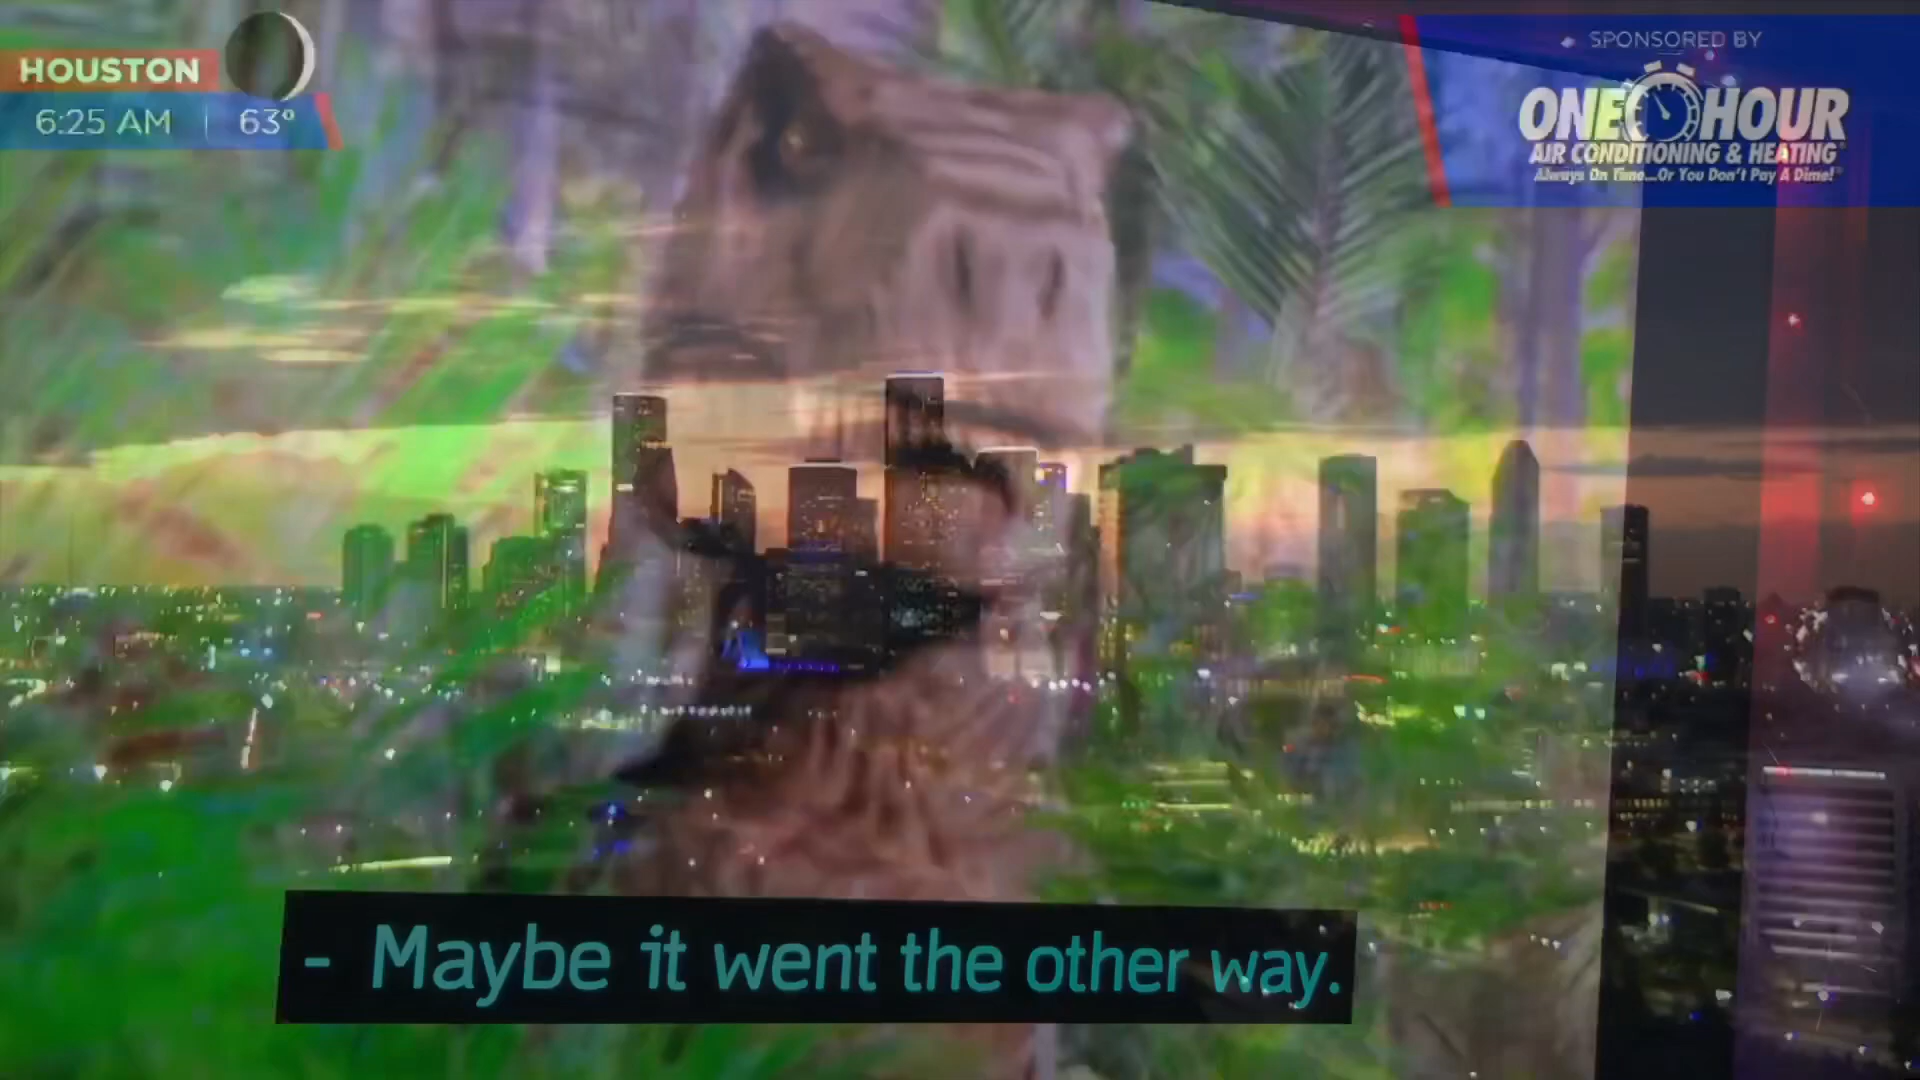 HOUSTON
6:25 AM 63°
SPONSORED BY
ONE HOUR
AIR CONDITIONING & HEATING®
Always On Time...Or You Don't Pay A Dime!®
- Maybe it went the other way.